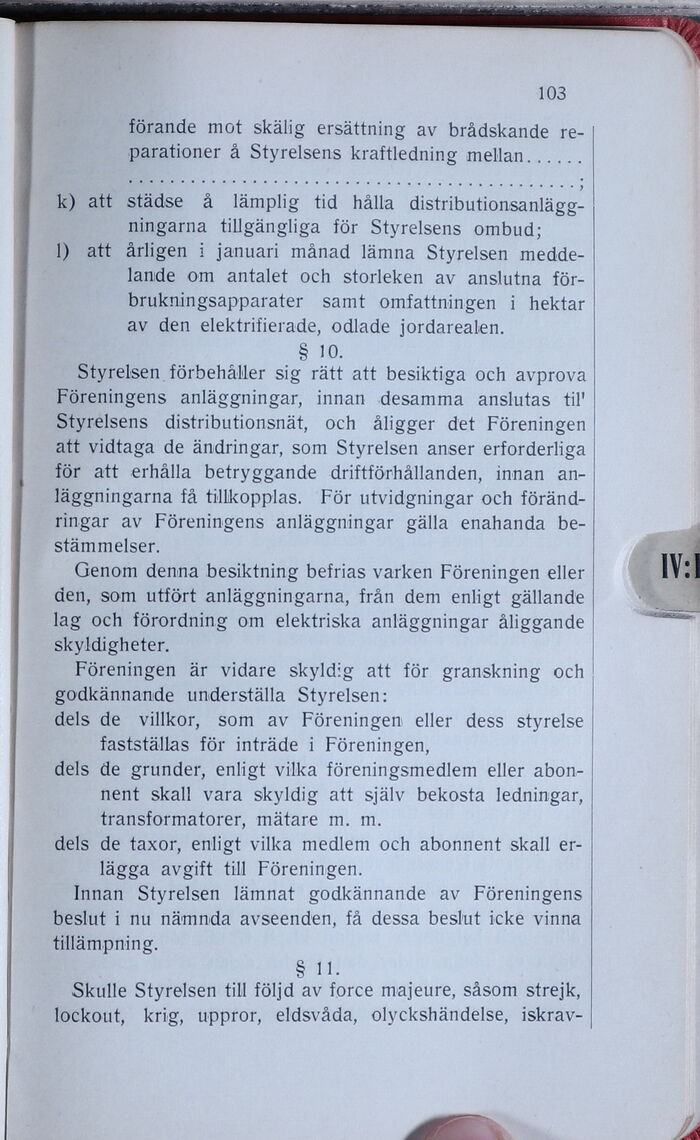 103
förande mot skälig ersättning av brådskande re-
parationer å Styrelsens kraftledning mellan......
............................................;
k) att städse å lämplig tid hålla distributionsanlägg-
ningarna tillgängliga för Styrelsens ombud;
l) att årligen i januari månad lämna Styrelsen medde-
lande om antalet och storleken av anslutna för-
brukningsapparater samt omfattningen i hektar
av den elektrifierade, odlade jordarealen.
§ 10.
Styrelsen förbehåller sig rätt att besiktiga och avprova
Föreningens anläggningar, innan desamma anslutas til'
Styrelsens distributionsnät, och åligger det Föreningen
att vidtaga de ändringar, som Styrelsen anser erforderliga
för att erhålla betryggande driftförhållanden, innan an-
läggningarna få tillkopplas. För utvidgningar och föränd-
ringar av Föreningens anläggningar gälla enahanda be-
stämmelser.
Genom denna besiktning befrias varken Föreningen eller
den, som utfört anläggningarna, från dem enligt gällande
lag och förordning om elektriska anläggningar åliggande
skyldigheter.
Föreningen är vidare skyldig att för granskning och
godkännande underställa Styrelsen:
dels de villkor, som av Föreningen eller dess styrelse
fastställas för inträde i Föreningen,
dels de grunder, enligt vilka föreningsmedlem eller abon-
nent skall vara skyldig att själv bekosta ledningar,
transformatorer, mätare m. m.
dels de taxor, enligt vilka medlem och abonnent skall er-
lägga avgift till Föreningen.
Innan Styrelsen lämnat godkännande av Föreningens
beslut i nu nämnda avseenden, få dessa beslut icke vinna
tillämpning.
§ 11.
Skulle Styrelsen till följd av force majeure, såsom strejk,
lockout, krig, uppror, eldsvåda, olyckshändelse, iskrav-